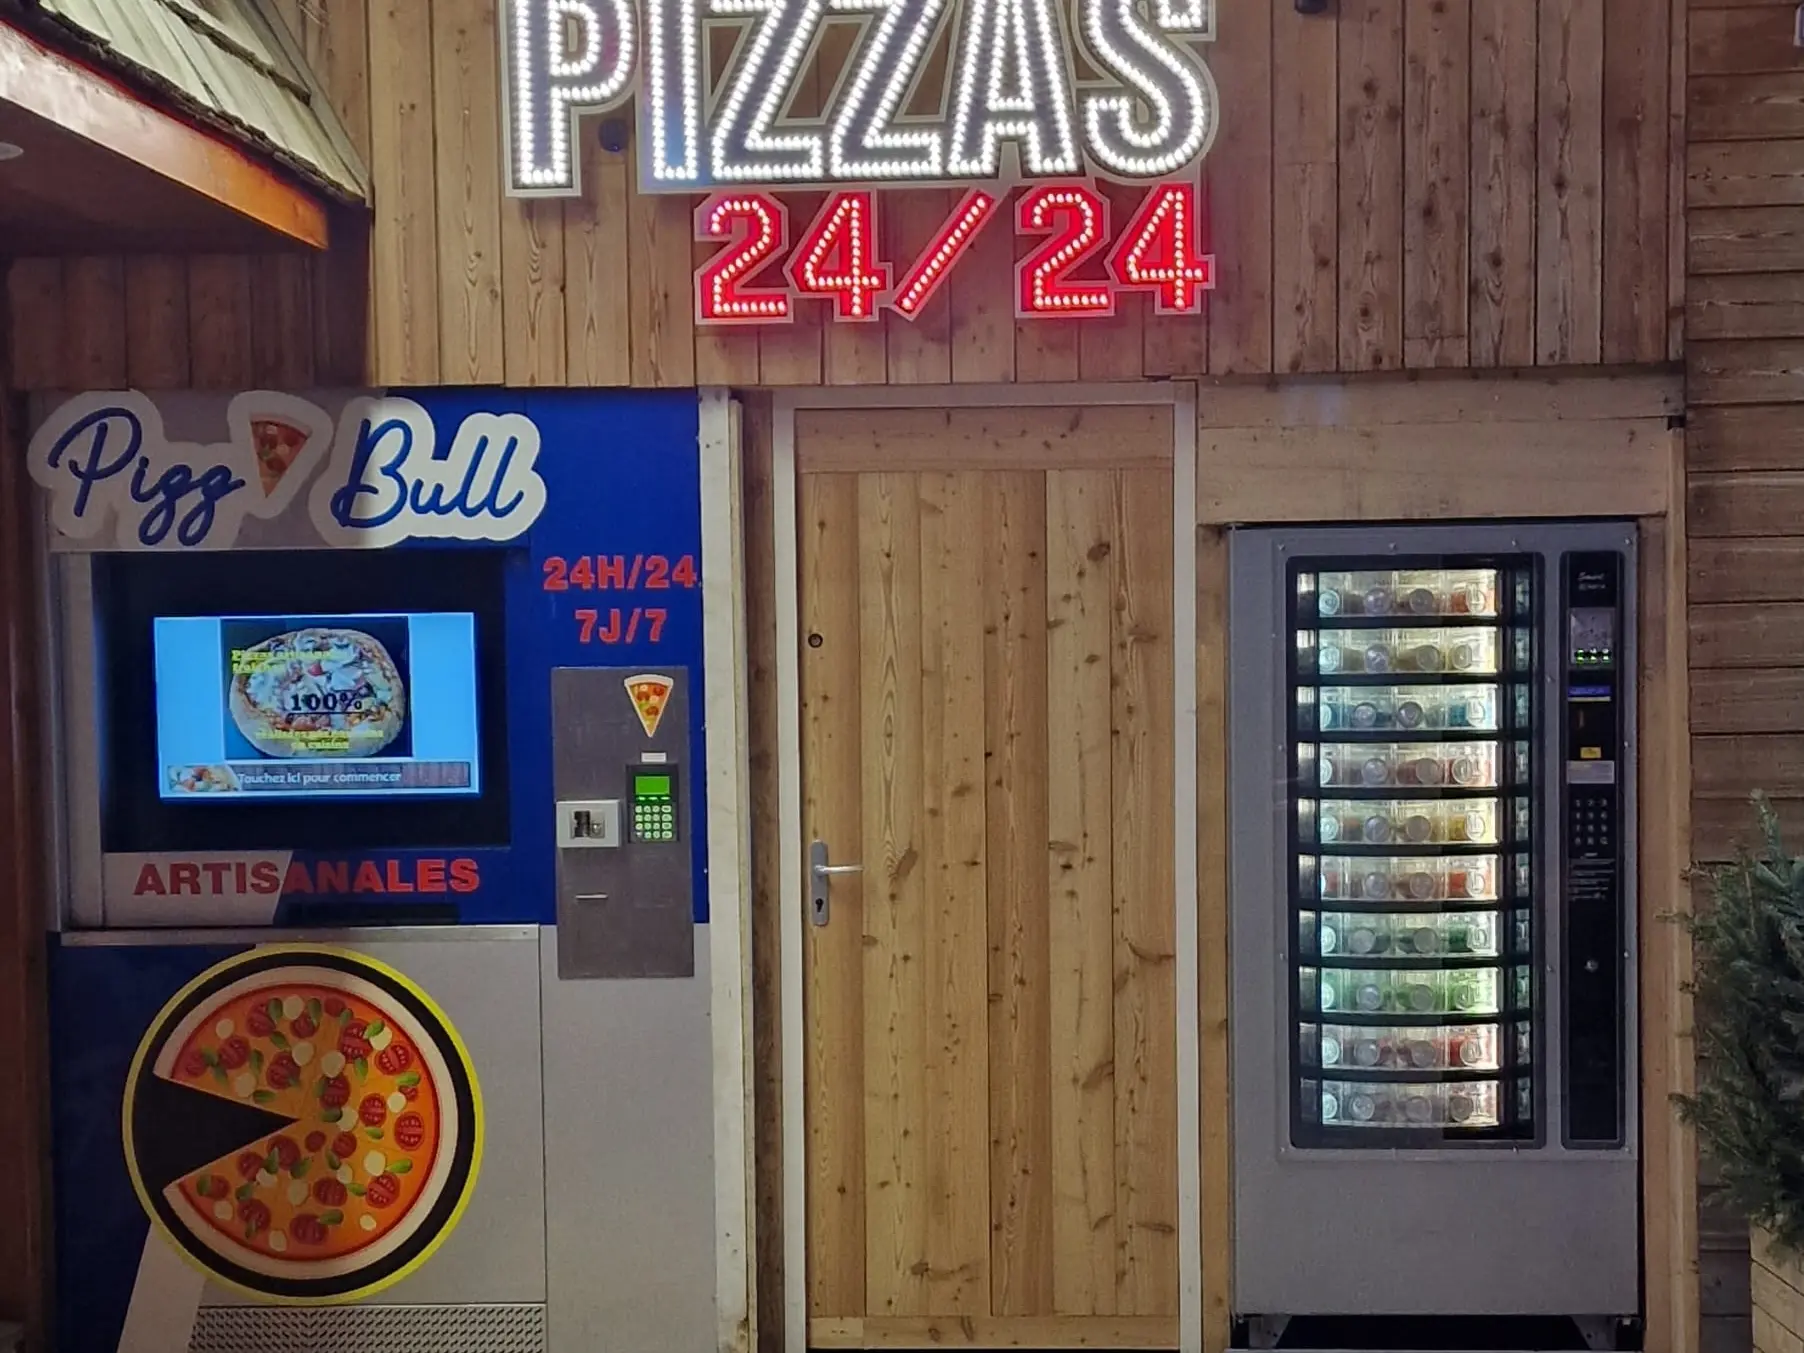 PIZZAS
24/24
Pizz Bull
24H/24
7J/7
100%
Touchez Ici pour commencer
ARTISANALES